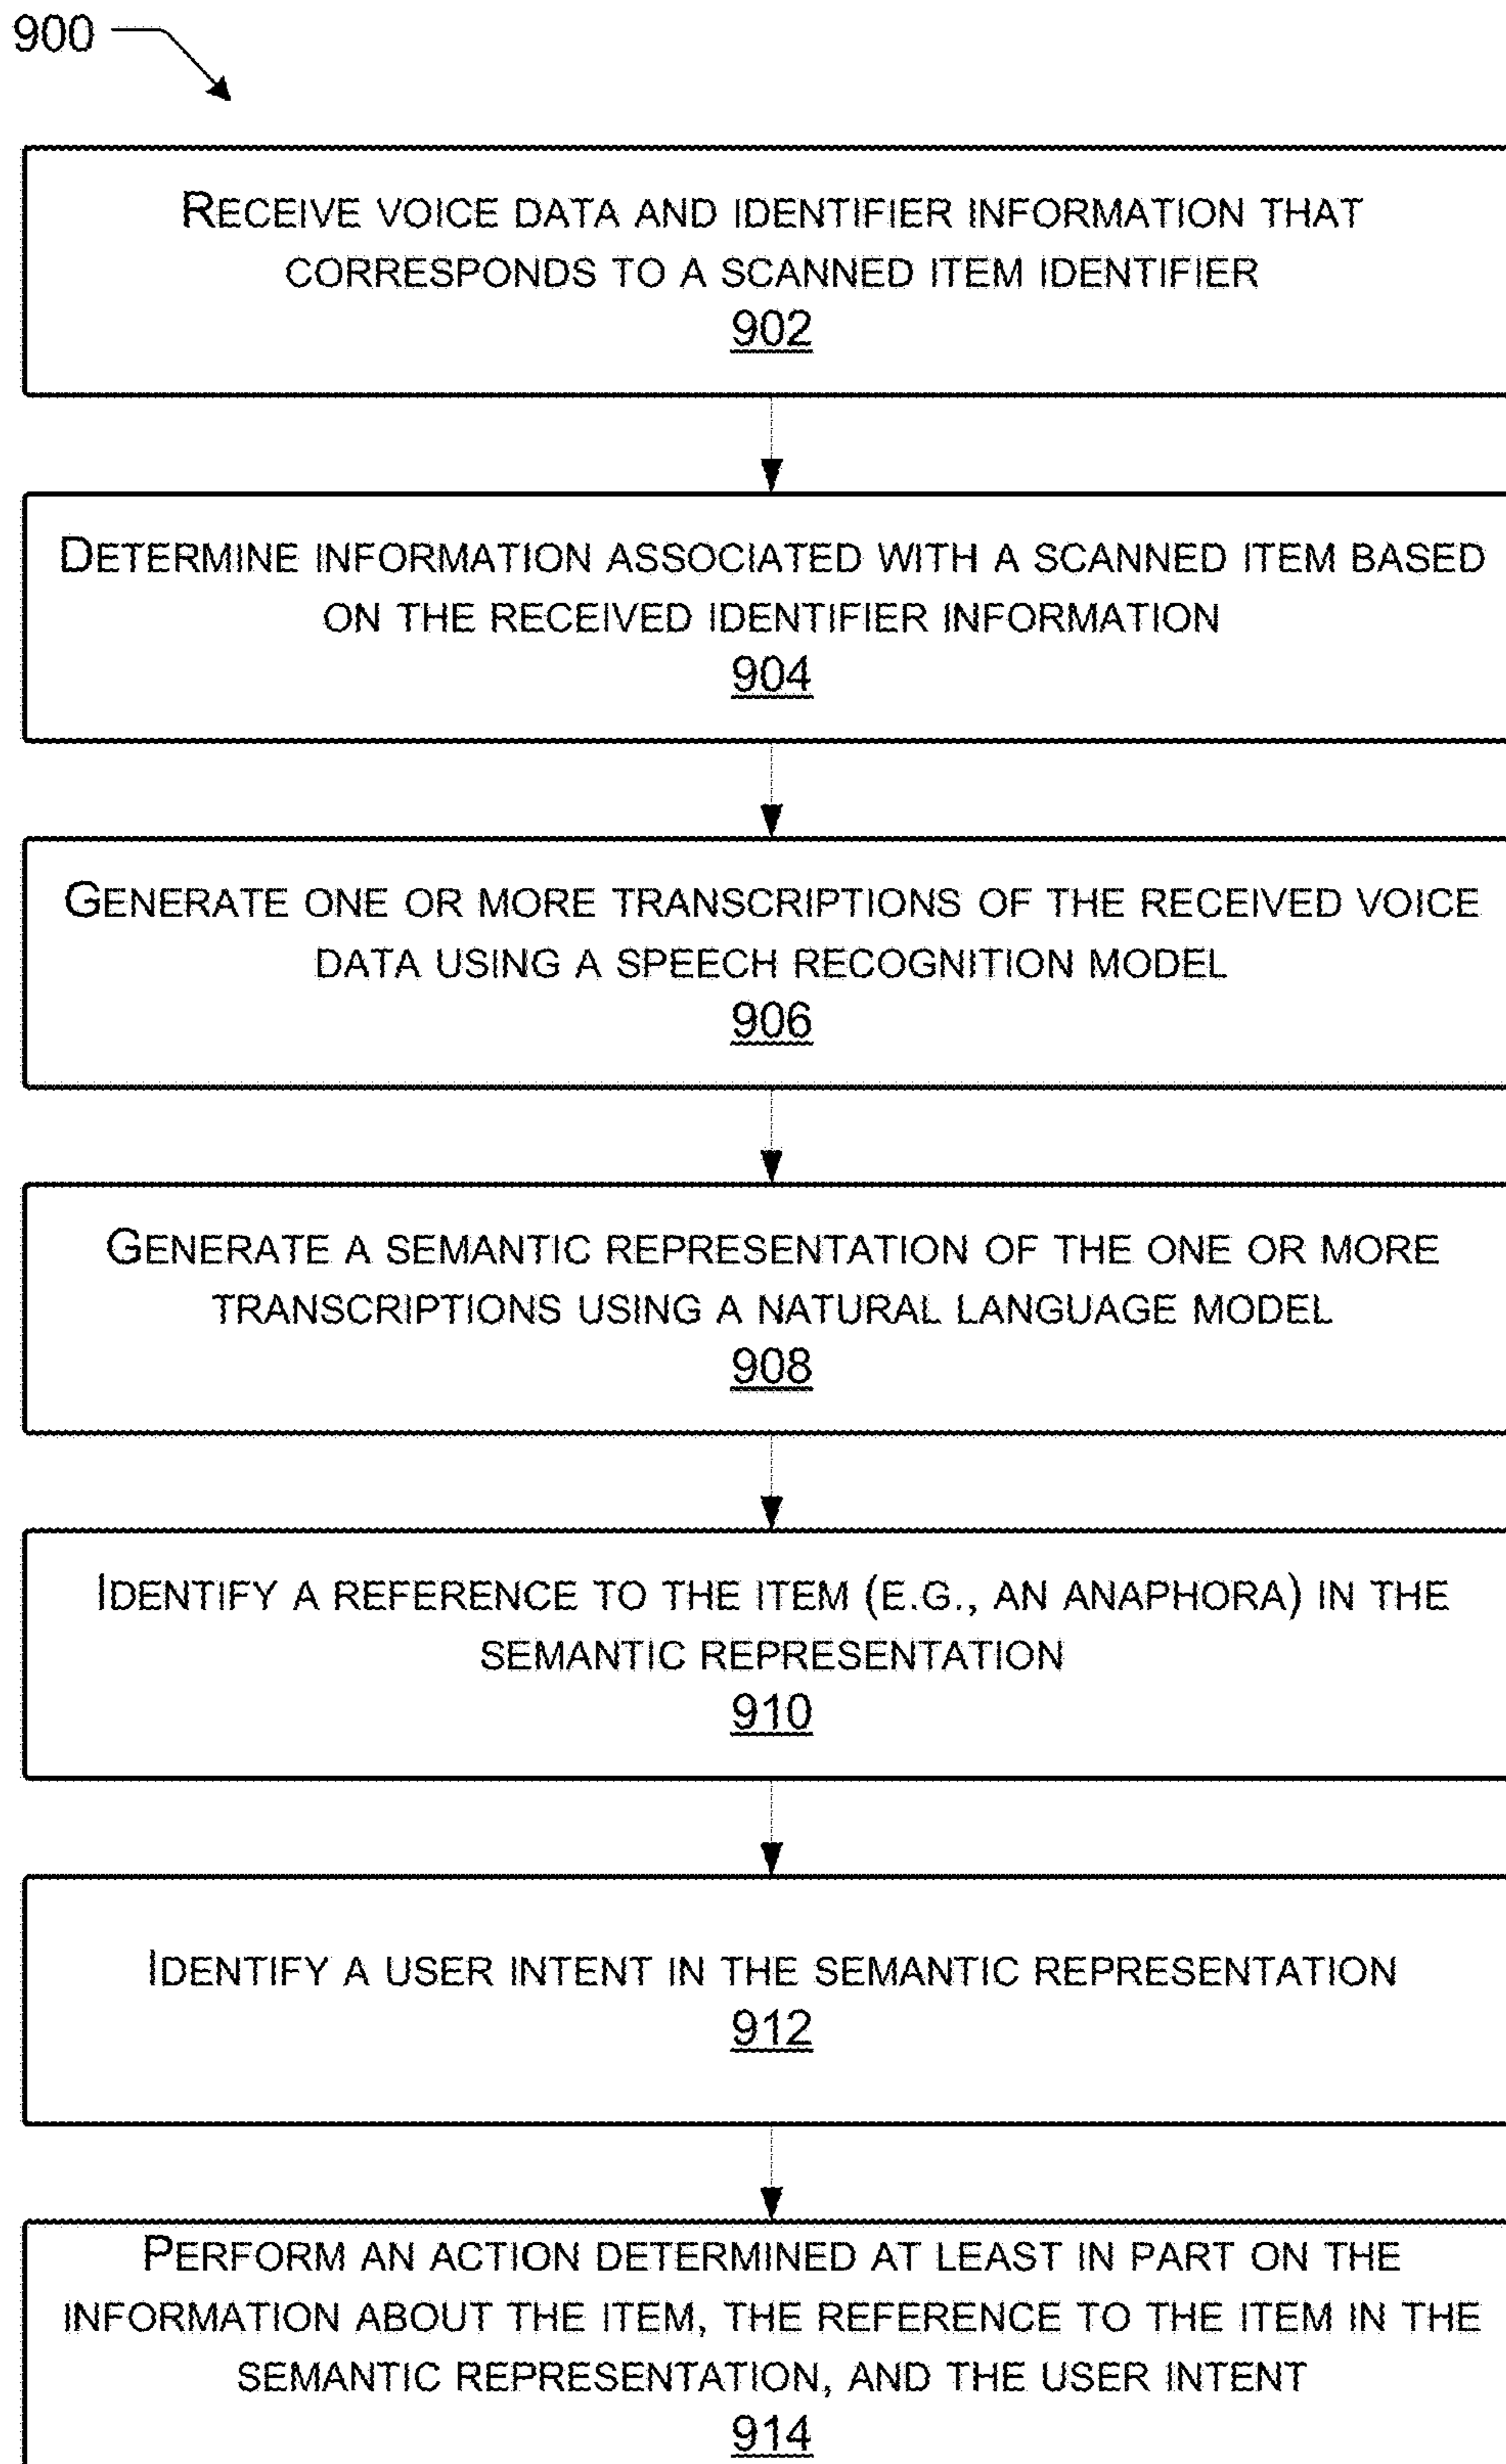 900
RECEIVE VOICE DATA AND IDENTIFIER INFORMATION THAT
CORRESPONDS TO A SCANNED ITEM IDENTIFIER
902
DETERMINE INFORMATION ASSOCIATED WITH A SCANNED ITEM BASED
ON THE RECEIVED IDENTIFIER INFORMATION
904
GENERATE ONE OR MORE TRANSCRIPTIONS OF THE RECEIVED VOICE
DATA USING A SPEECH RECOGNITION MODEL
906
GENERATE A SEMANTIC REPRESENTATION OF THE ONE OR MORE
TRANSCRIPTIONS USING A NATURAL LANGUAGE MODEL
908
IDENTIFY A REFERENCE TO THE ITEM (E.G., AN ANAPHORA) IN THE
SEMANTIC REPRESENTATION
910
IDENTIFY A USER INTENT IN THE SEMANTIC REPRESENTATION
912
PERFORM AN ACTION DETERMINED AT LEAST IN PART ON THE
INFORMATION ABOUT THE ITEM, THE REFERENCE TO THE ITEM IN THE
SEMANTIC REPRESENTATION, AND THE USER INTENT
914